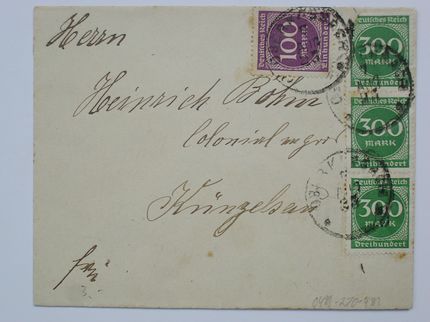 Herrn
Deutsches Reich
100
MARK
Einhundert
Deutsches Reich
300
MARK
Dreihundert
Heinrich Böhm
Deutsches Reich
300
MARK
Dreihundert
Colonialwaren
Deutsches Reich
300
MARK
Dreihundert
Künzelsau
frei